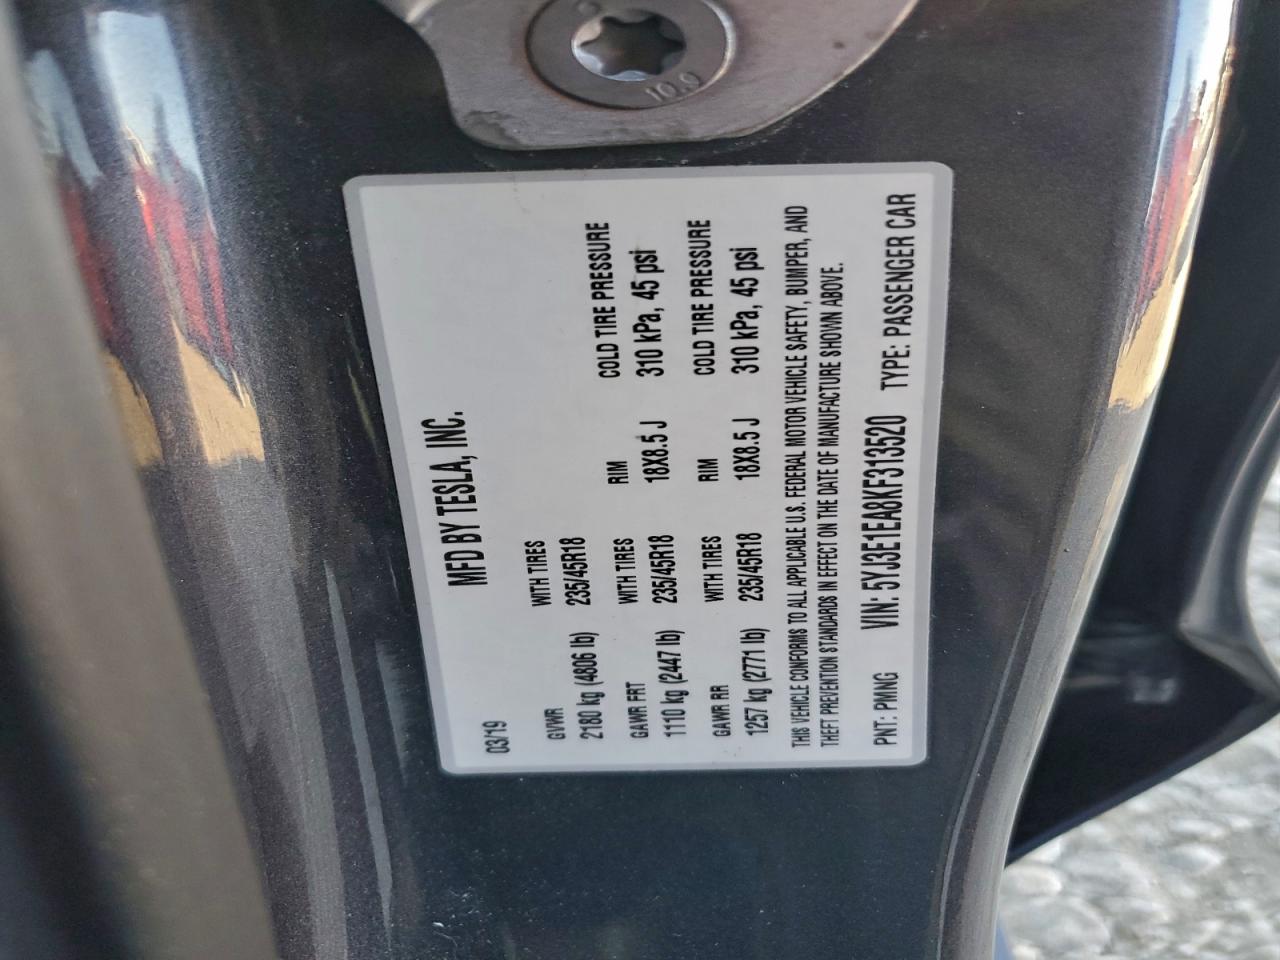 10.9
MFD BY TESLA, INC.
03/19
GVWR WITH TIRES
2180 kg (4806 lb) 235/45R18
GAWR FRT WITH TIRES RIM COLD TIRE PRESSURE
1110 kg (2447 lb) 235/45R18 18X8.5 J 310 kPa, 45 psi
GAWR RR WITH TIRES RIM COLD TIRE PRESSURE
1257 kg (2771 lb) 235/45R18 18X8.5 J 310 kPa, 45 psi
THIS VEHICLE CONFORMS TO ALL APPLICABLE U.S. FEDERAL MOTOR VEHICLE SAFETY, BUMPER, AND
THEFT PREVENTION STANDARDS IN EFFECT ON THE DATE OF MANUFACTURE SHOWN ABOVE.
PNT: PMNG VIN: 5YJ3E1EA8KF313520 TYPE: PASSENGER CAR